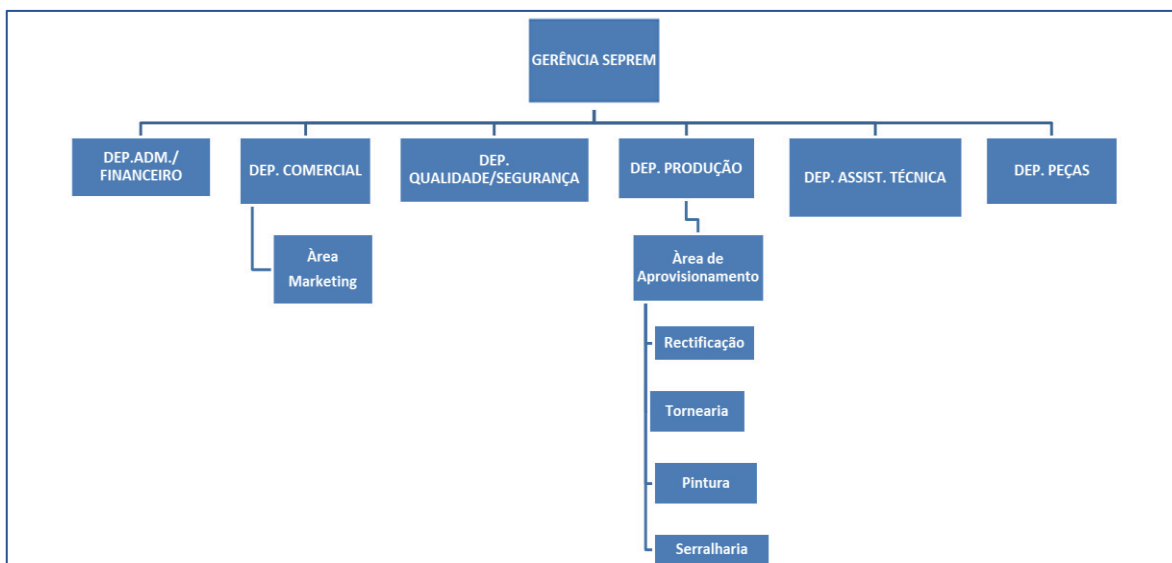 GERÊNCIA SEPREM
DEP.ADM./
FINANCEIRO
DEP. COMERCIAL
DEP.
QUALIDADE/SEGURANÇA
DEP. PRODUÇÃO
DEP. ASSIST. TÉCNICA
DEP. PEÇAS
Àrea
Marketing
Àrea de
Aprovisionamento
Rectificação
Tornearia
Pintura
Serralharia